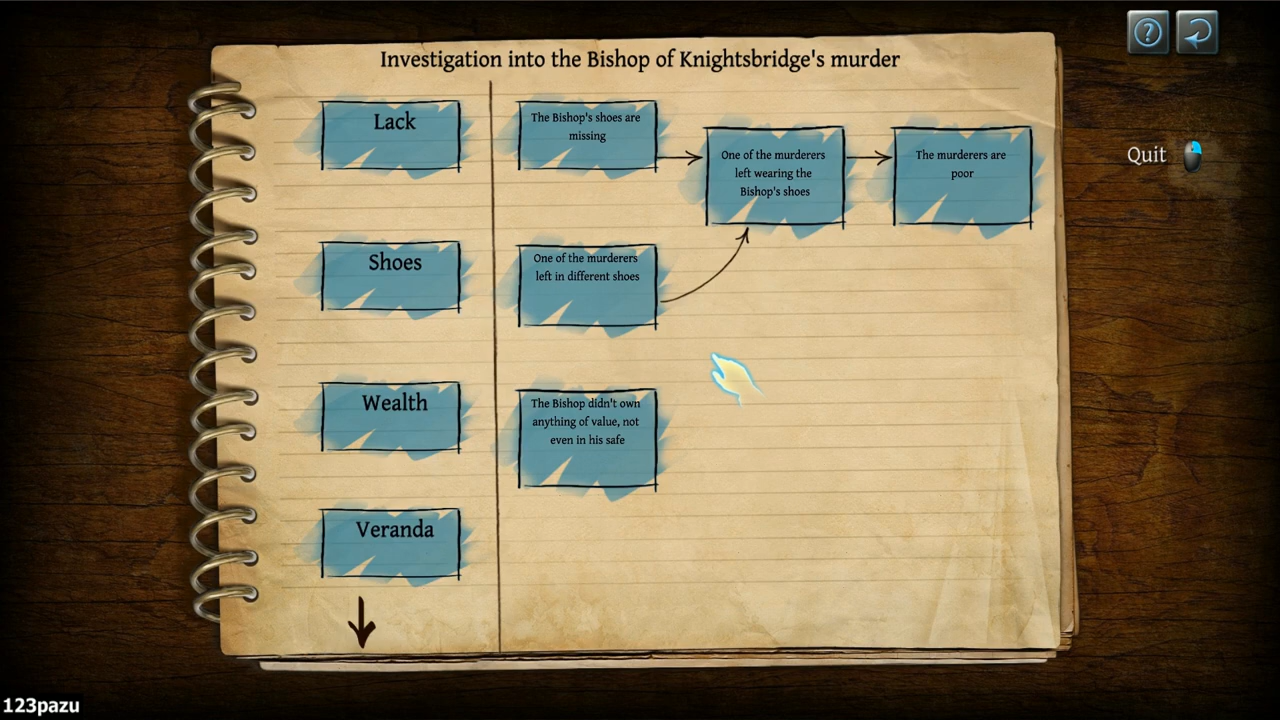 Investigation into the Bishop of Knightsbridge's murder
Lack
Shoes
Wealth
Veranda
The Bishop's shoes are
missing
One of the murderers
left wearing the
Bishop's shoes
The murderers are
poor
One of the murderers
left in different shoes
The Bishop didn't own
anything of value, not
even in his safe
?
Quit
123pazu